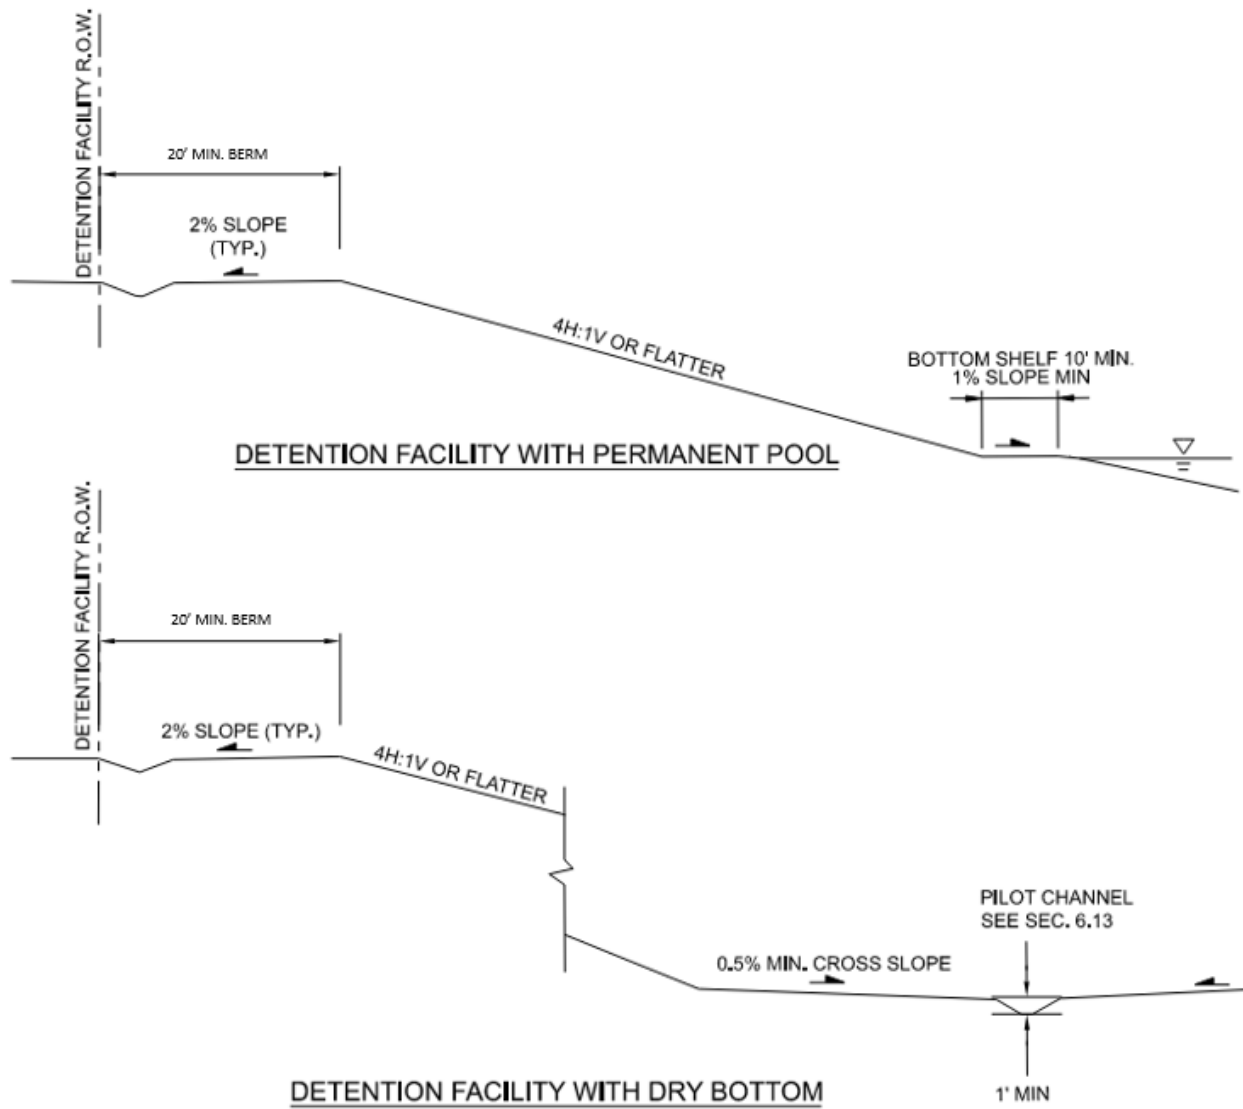 DETENTION FACILITY R.O.W.
20' MIN. BERM
2% SLOPE
(TYP.)
4H:1V OR FLATTER
BOTTOM SHELF 10' MIN.
1% SLOPE MIN
DETENTION FACILITY WITH PERMANENT POOL
DETENTION FACILITY R.O.W.
20' MIN. BERM
2% SLOPE (TYP.)
4H:1V OR FLATTER
PILOT CHANNEL
SEE SEC. 6.13
0.5% MIN. CROSS SLOPE
1' MIN
DETENTION FACILITY WITH DRY BOTTOM